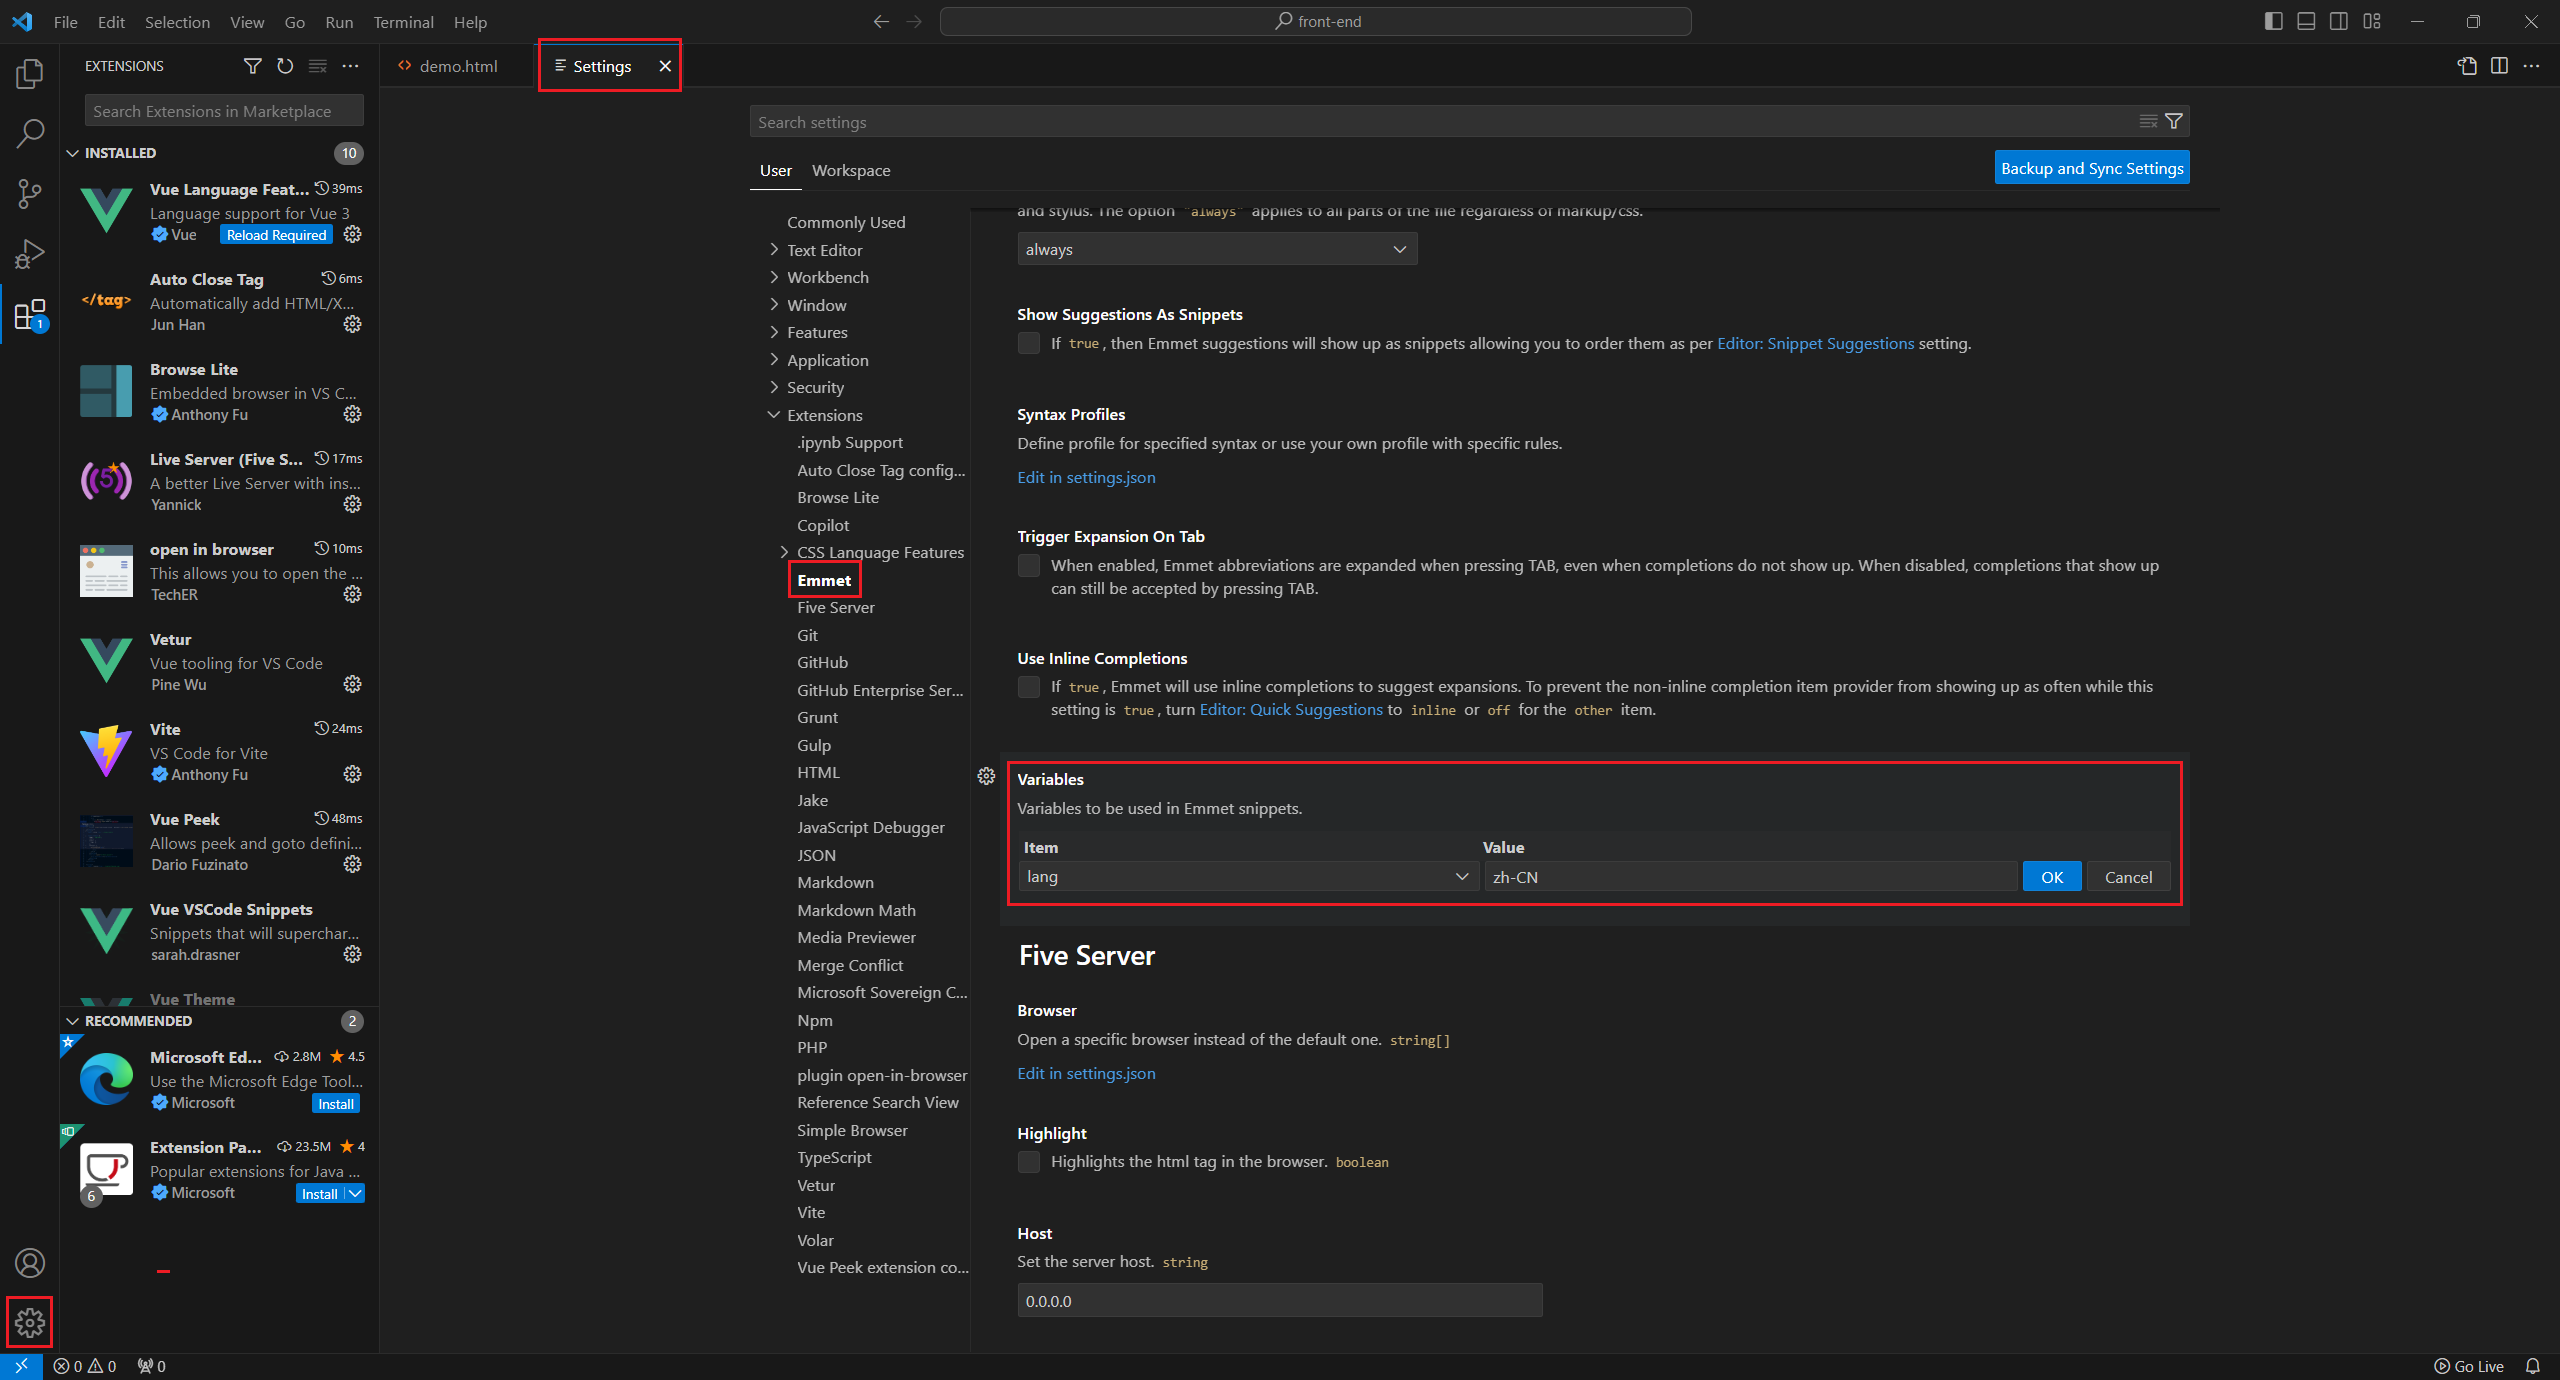 File Edit Selection View Go Run Terminal Help
front-end
EXTENSIONS
demo.html
Settings
Search Extensions in Marketplace
INSTALLED 10
Vue Language Feat... 39ms
Language support for Vue 3
Vue Reload Required
Auto Close Tag 6ms
</tag>
Automatically add HTML/X...
Jun Han
1
Browse Lite
Embedded browser in VS C...
Anthony Fu
Live Server (Five S... 17ms
A better Live Server with ins...
Yannick
5
open in browser 10ms
This allows you to open the ...
TechER
Vetur
Vue tooling for VS Code
Pine Wu
Vite 24ms
VS Code for Vite
Anthony Fu
Vue Peek 48ms
Allows peek and goto defini...
Dario Fuzinato
Vue VSCode Snippets
Snippets that will superchar...
sarah.drasner
Vue Theme
RECOMMENDED 2
Microsoft Ed... 2.8M 4.5
Use the Microsoft Edge Tool...
Microsoft Install
Extension Pa... 23.5M 4
Popular extensions for Java ...
Microsoft Install
6
Search settings
User Workspace
Backup and Sync Settings
Commonly Used
Text Editor
Workbench
Window
Features
Application
Security
Extensions
.ipynb Support
Auto Close Tag config...
Browse Lite
Copilot
CSS Language Features
Emmet
Five Server
Git
GitHub
GitHub Enterprise Ser...
Grunt
Gulp
HTML
Jake
JavaScript Debugger
JSON
Markdown
Markdown Math
Media Previewer
Merge Conflict
Microsoft Sovereign C...
Npm
PHP
plugin open-in-browser
Reference Search View
Simple Browser
TypeScript
Vetur
Vite
Volar
Vue Peek extension co...
and stylus. The option "always" applies to all parts of the file regardless of markup/css.
always
Show Suggestions As Snippets
If true, then Emmet suggestions will show up as snippets allowing you to order them as per Editor: Snippet Suggestions setting.
Syntax Profiles
Define profile for specified syntax or use your own profile with specific rules.
Edit in settings.json
Trigger Expansion On Tab
When enabled, Emmet abbreviations are expanded when pressing TAB, even when completions do not show up. When disabled, completions that show up
can still be accepted by pressing TAB.
Use Inline Completions
If true, Emmet will use inline completions to suggest expansions. To prevent the non-inline completion item provider from showing up as often while this
setting is true, turn Editor: Quick Suggestions to inline or off for the other item.
Variables
Variables to be used in Emmet snippets.
Item Value
lang zh-CN OK Cancel
Five Server
Browser
Open a specific browser instead of the default one. string[]
Edit in settings.json
Highlight
Highlights the html tag in the browser. boolean
Host
Set the server host. string
0.0.0.0
0 0 0
Go Live